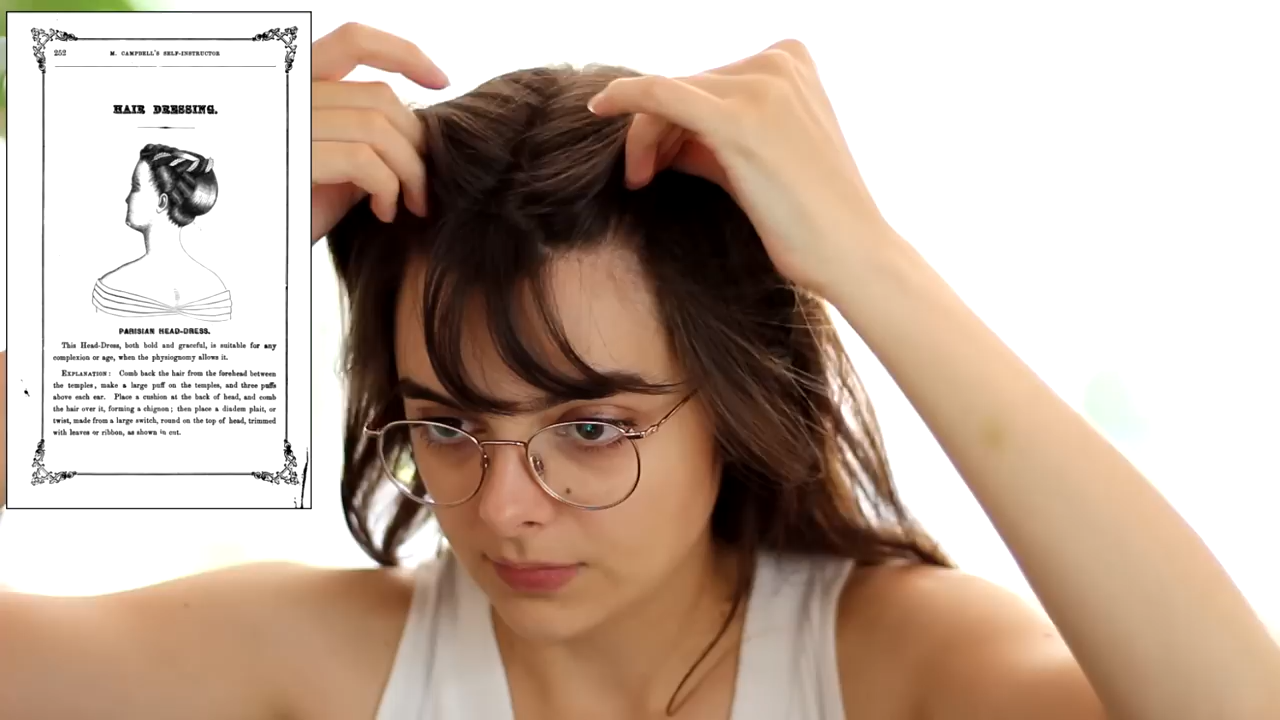 252 M. CAMPBELL'S SELF-INSTRUCTOR
HAIR DRESSING.
PARISIAN HEAD-DRESS.
This Head-Dress, both bold and graceful, is suitable for any
complexion or age, when the physiognomy allows it.
EXPLANATION: Comb back the hair from the forehead between
the temples, make a large puff on the temples, and three puffs
above each ear. Place a cushion at the back of head, and comb
the hair over it, forming a chignon; then place a diadem plait, or
twist, made from a large switch, round on the top of head, trimmed
with leaves or ribbon, as shown in cut.